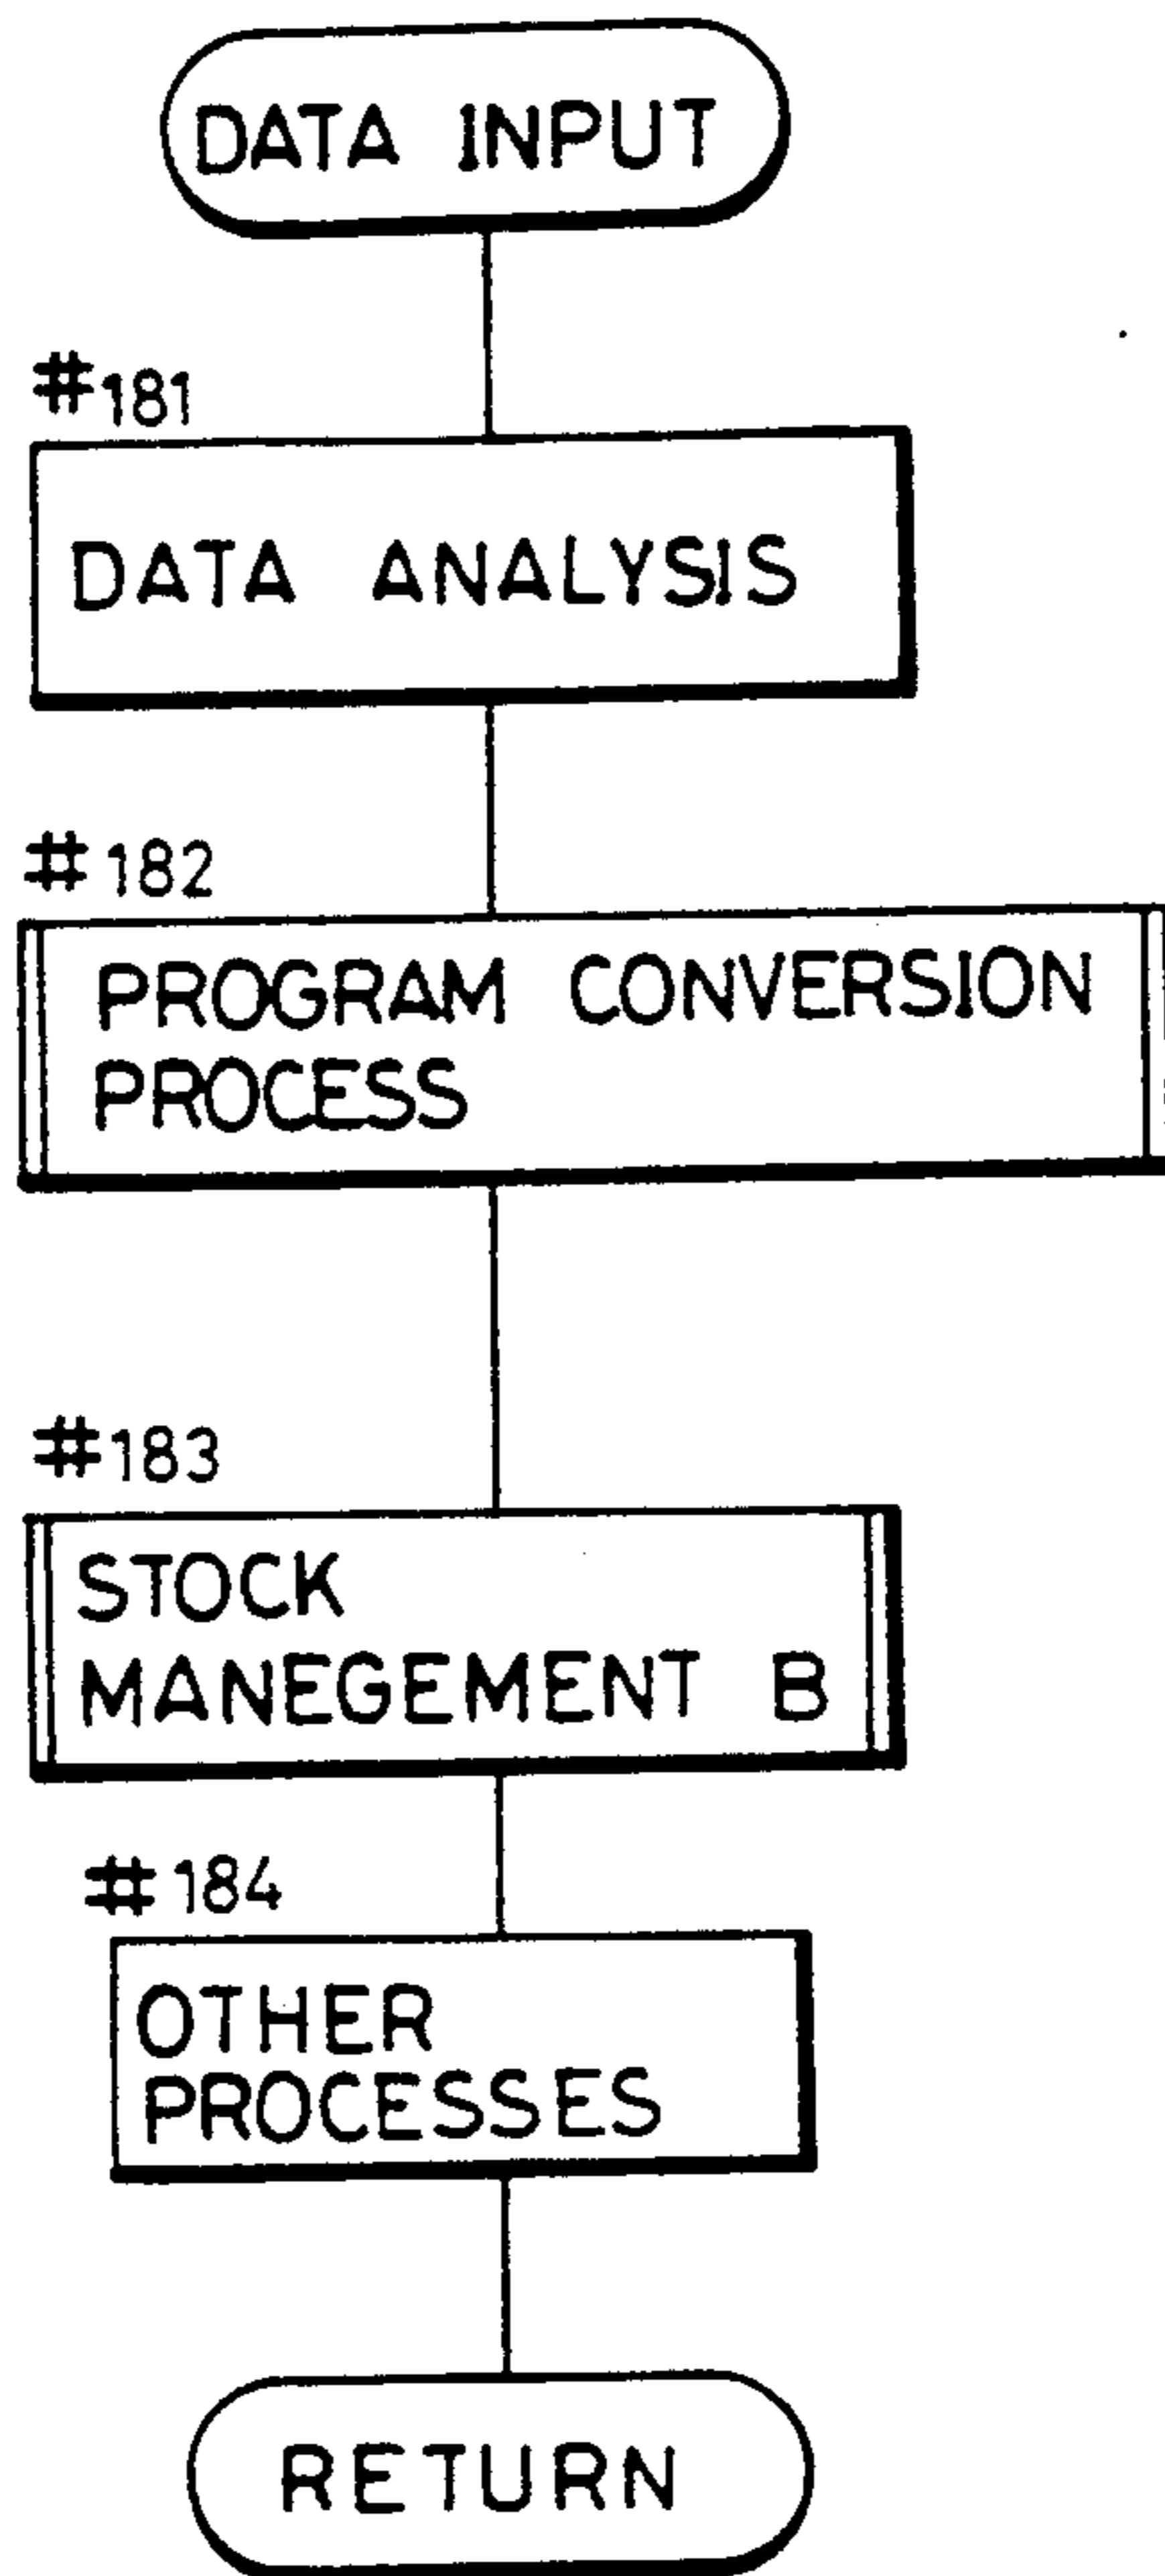 DATA INPUT
#181
DATA ANALYSIS
#182
PROGRAM CONVERSION
PROCESS
#183
STOCK
MANEGEMENT B
#184
OTHER
PROCESSES
RETURN